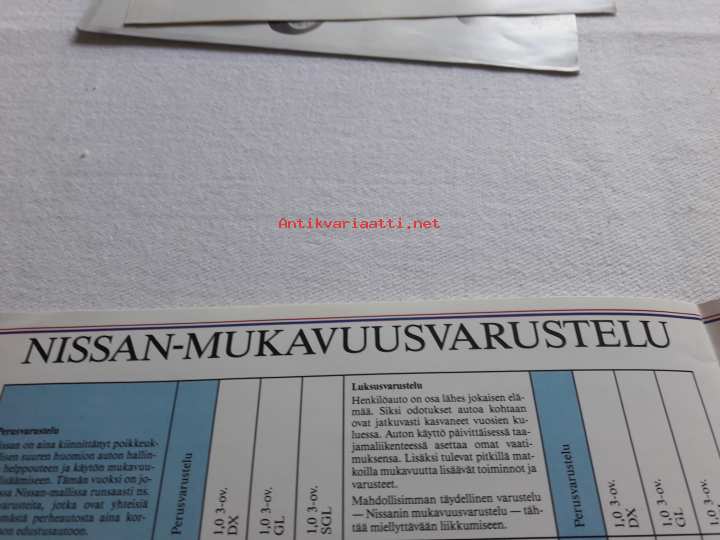 Antikvariaatti.net
NISSAN-MUKAVUUSVARUSTELU
Perusvarustelu
issan on aina kiinnittänyt poikkeuk-
lisen suuren huomion auton hallin-
helppouteen ja käytön mukavuu-
lisäämiseen. Tämän vuoksi on jo-
ssa Nissan-mallissa runsaasti ns.
varusteita, jotka ovat yhteisiä
mästä perheautosta aina kor-
oon edustusautoon.
Perusvarustelu
1,0 3-ov.
DX
1,0 3-ov.
GL
1,0 3-ov.
SGL
Luksusvarustelu
Henkilöauto on osa lähes jokaisen elä-
mää. Siksi odotukset autoa kohtaan
ovat jatkuvasti kasvaneet vuosien ku-
luessa. Auton käyttö päivittäisessä taa-
jamaliikenteessä asettaa omat vaati-
muksensa. Lisäksi tulevat pitkillä mat-
koilla mukavuutta lisäävät toiminnot ja
varusteet.
Mahdollisimman täydellinen varustelu
— Nissanin mukavuusvarustelu — täh-
tää miellyttävään liikkumiseen.
Perusvarustelu
1,0 3-ov.
DX
1,0 3-ov.
GL
1,0 3-ov.